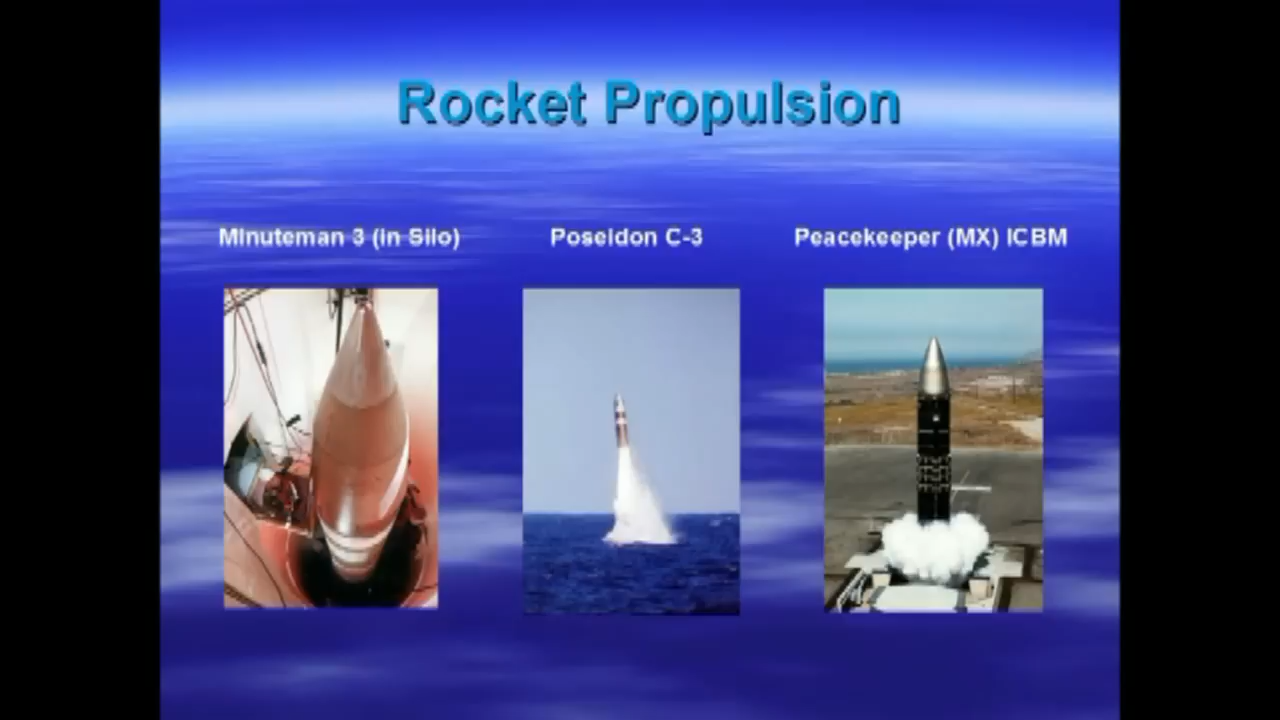 Rocket Propulsion
Minuteman 3 (in Silo)
Poseidon C-3
Peacekeeper (MX) ICBM